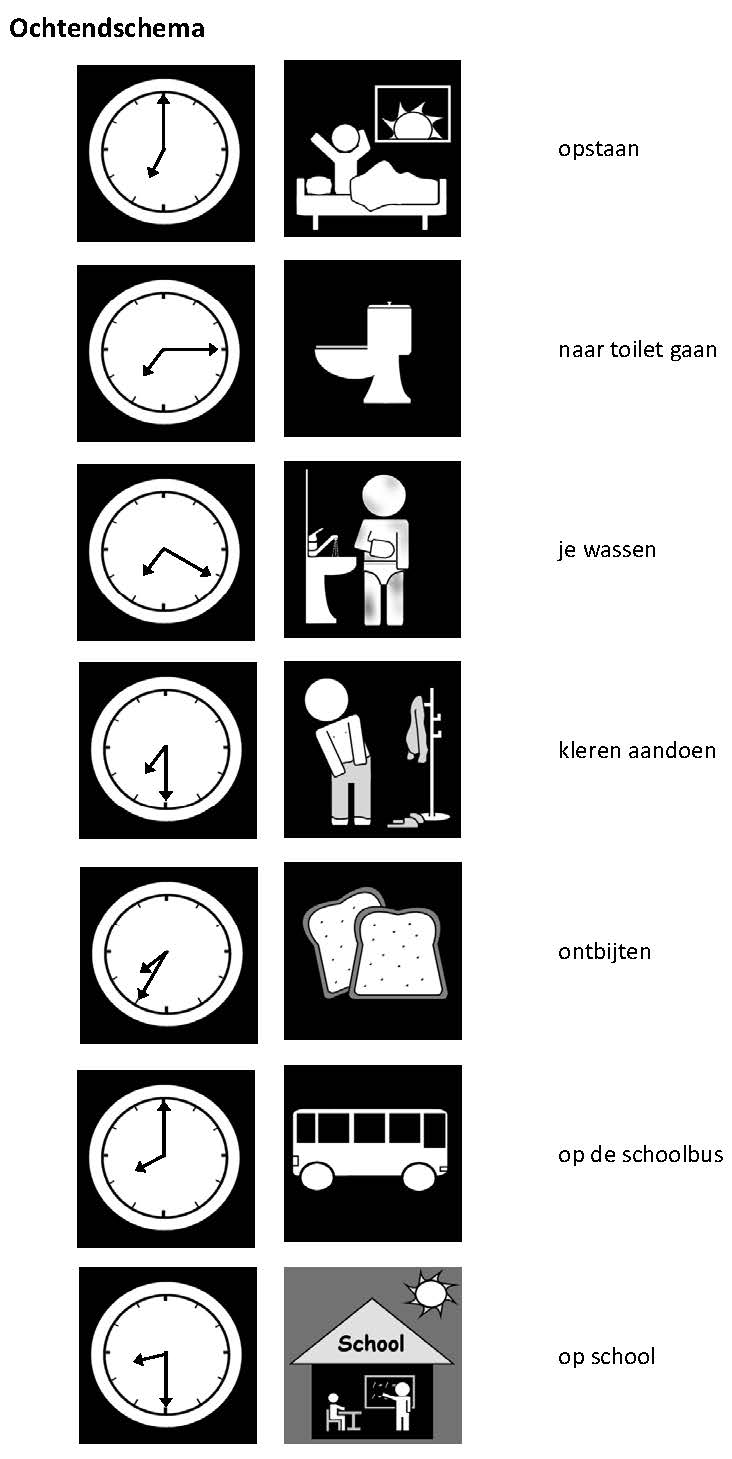 Ochtendschema
opstaan
naar toilet gaan
je wassen
kleren aandoen
ontbijten
op de schoolbus
School
op school